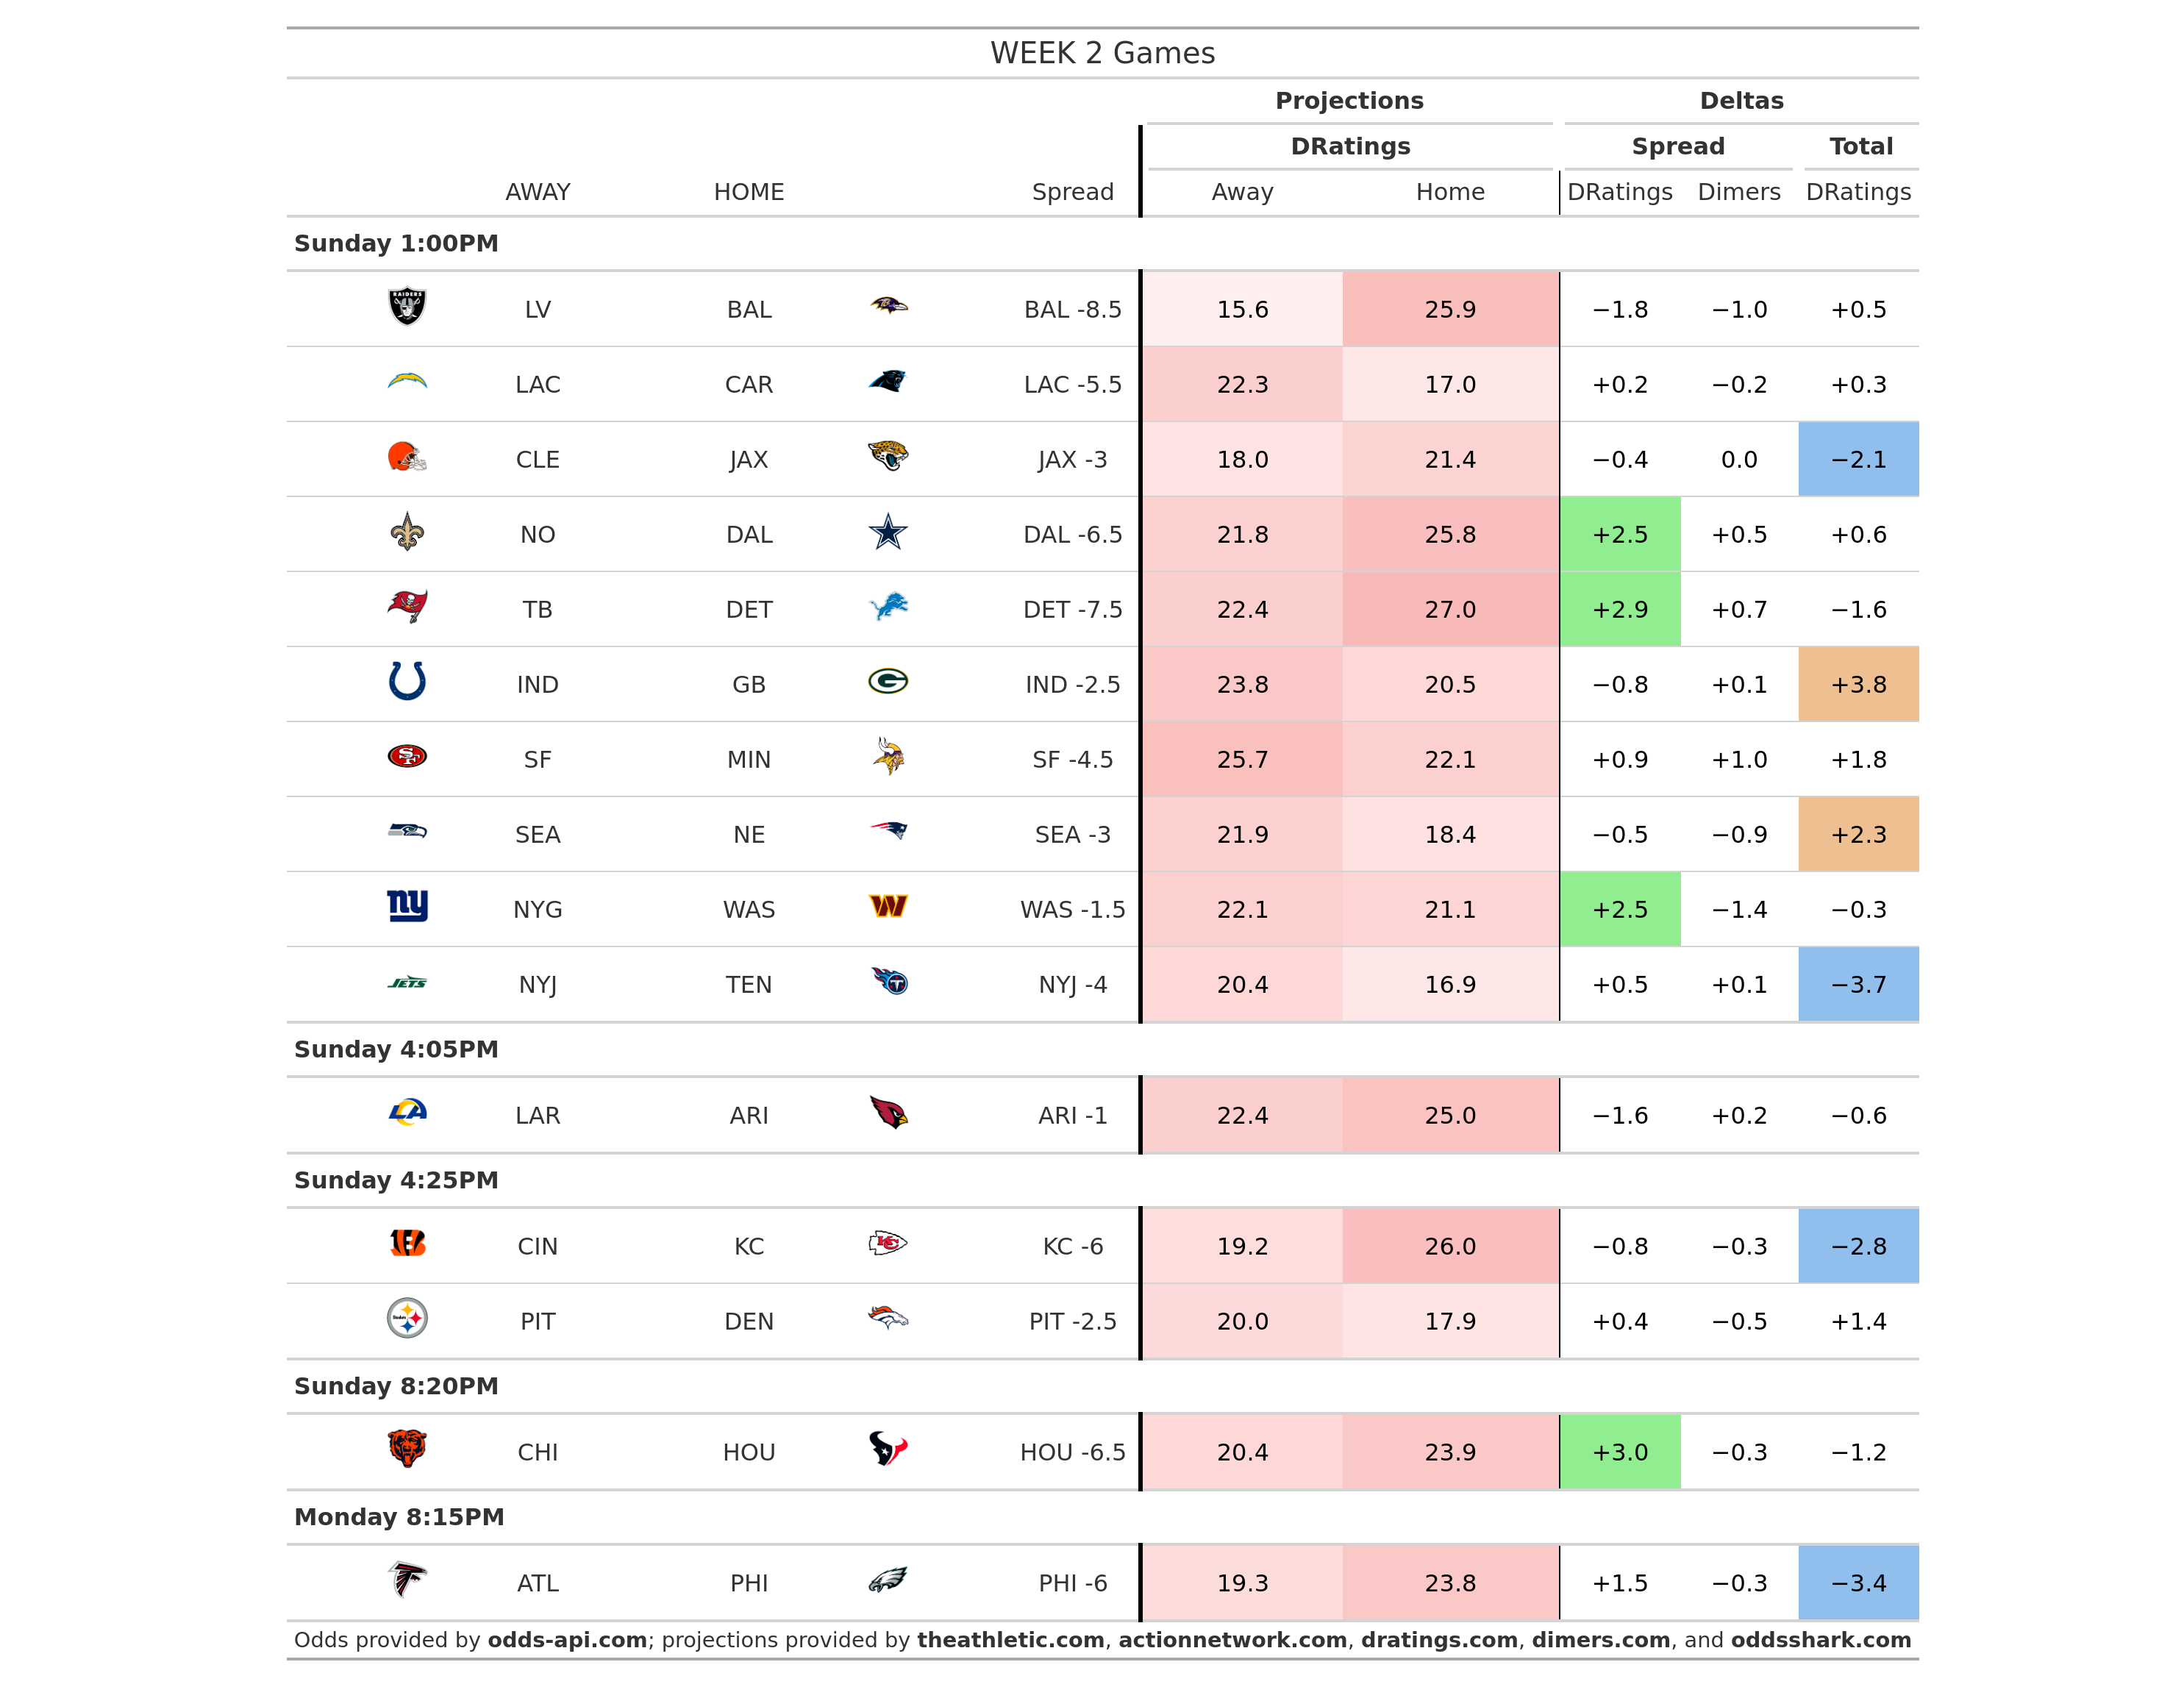 WEEK 2 Games
Projections Deltas
DRatings Spread Total
AWAY HOME Spread Away Home DRatings Dimers DRatings
Sunday 1:00PM
LV BAL BAL -8.5 15.6 25.9 −1.8 −1.0 +0.5
LAC CAR LAC -5.5 22.3 17.0 +0.2 −0.2 +0.3
CLE JAX JAX -3 18.0 21.4 −0.4 0.0 −2.1
NO DAL DAL -6.5 21.8 25.8 +2.5 +0.5 +0.6
TB DET DET -7.5 22.4 27.0 +2.9 +0.7 −1.6
IND GB IND -2.5 23.8 20.5 −0.8 +0.1 +3.8
SF MIN SF -4.5 25.7 22.1 +0.9 +1.0 +1.8
SEA NE SEA -3 21.9 18.4 −0.5 −0.9 +2.3
NYG WAS WAS -1.5 22.1 21.1 +2.5 −1.4 −0.3
NYJ TEN NYJ -4 20.4 16.9 +0.5 +0.1 −3.7
Sunday 4:05PM
LAR ARI ARI -1 22.4 25.0 −1.6 +0.2 −0.6
Sunday 4:25PM
CIN KC KC -6 19.2 26.0 −0.8 −0.3 −2.8
PIT DEN PIT -2.5 20.0 17.9 +0.4 −0.5 +1.4
Sunday 8:20PM
CHI HOU HOU -6.5 20.4 23.9 +3.0 −0.3 −1.2
Monday 8:15PM
ATL PHI PHI -6 19.3 23.8 +1.5 −0.3 −3.4
Odds provided by odds-api.com; projections provided by theathletic.com, actionnetwork.com, dratings.com, dimers.com, and oddsshark.com